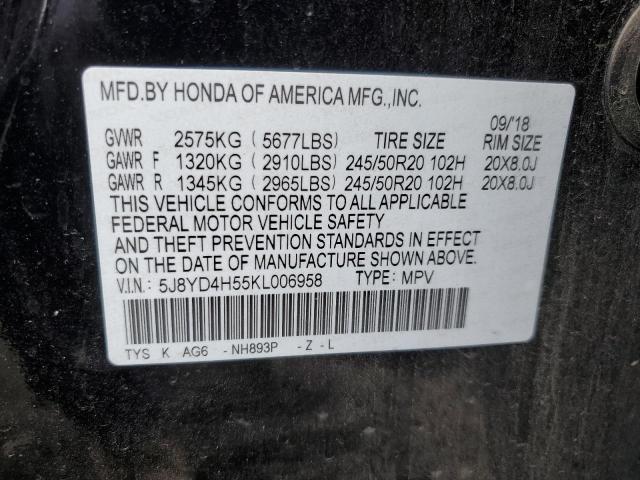 MFD.BY HONDA OF AMERICA MFG.,INC.
09/'18
GVWR 2575KG ( 5677LBS) TIRE SIZE RIM SIZE
GAWR F 1320KG ( 2910LBS) 245/50R20 102H 20X8.0J
GAWR R 1345KG ( 2965LBS) 245/50R20 102H 20X8.0J
THIS VEHICLE CONFORMS TO ALL APPLICABLE
FEDERAL MOTOR VEHICLE SAFETY
AND THEFT PREVENTION STANDARDS IN EFFECT
ON THE DATE OF MANUFACTURE SHOWN ABOVE.
V.I.N.: 5J8YD4H55KL006958 TYPE: MPV
TYS K AG6 - NH893P - Z - L